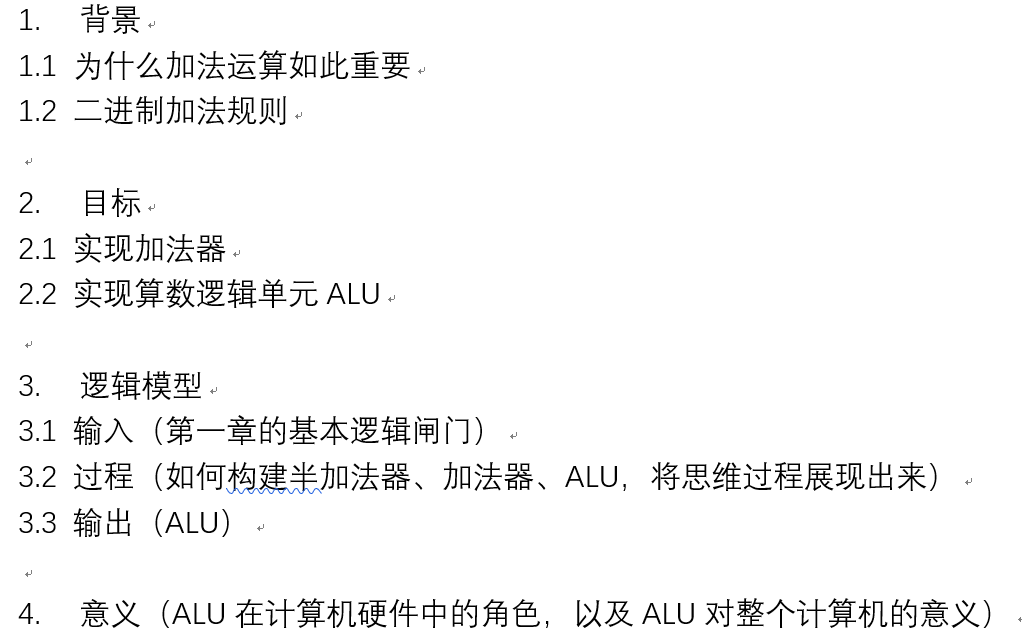 1. 背景
1.1 为什么加法运算如此重要
1.2 二进制加法规则
2. 目标
2.1 实现加法器
2.2 实现算数逻辑单元 ALU
3. 逻辑模型
3.1 输入（第一章的基本逻辑闸门）
3.2 过程（如何构建半加法器、加法器、ALU，将思维过程展现出来）
3.3 输出（ALU）
4. 意义（ALU 在计算机硬件中的角色，以及 ALU 对整个计算机的意义）